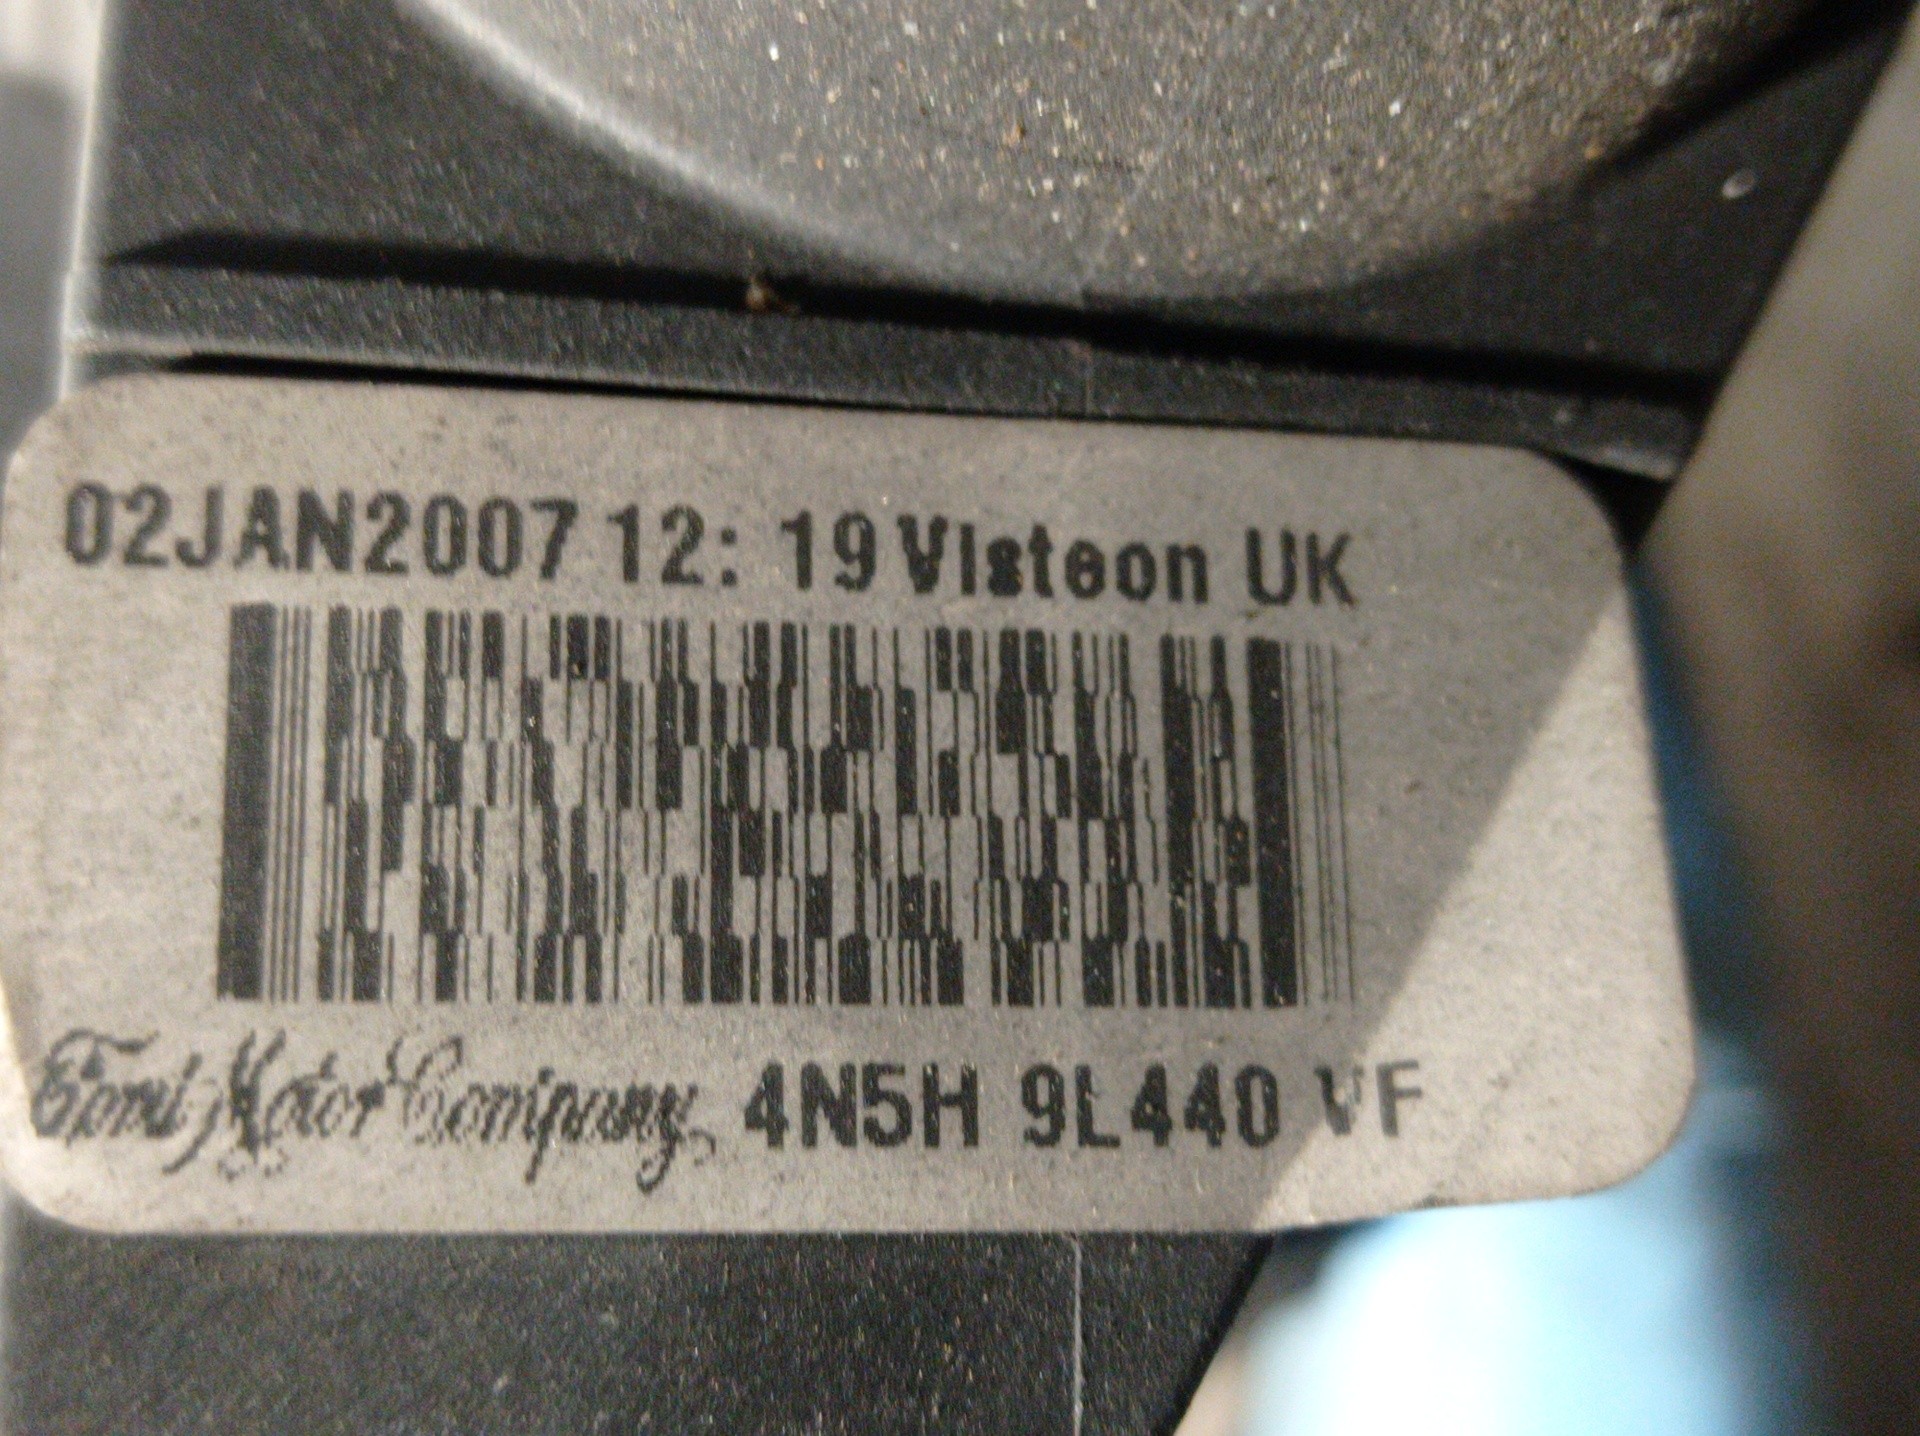 02JAN2007 12: 19 Visteon UK
Ford Motor Company 4N5H 9L440 VF